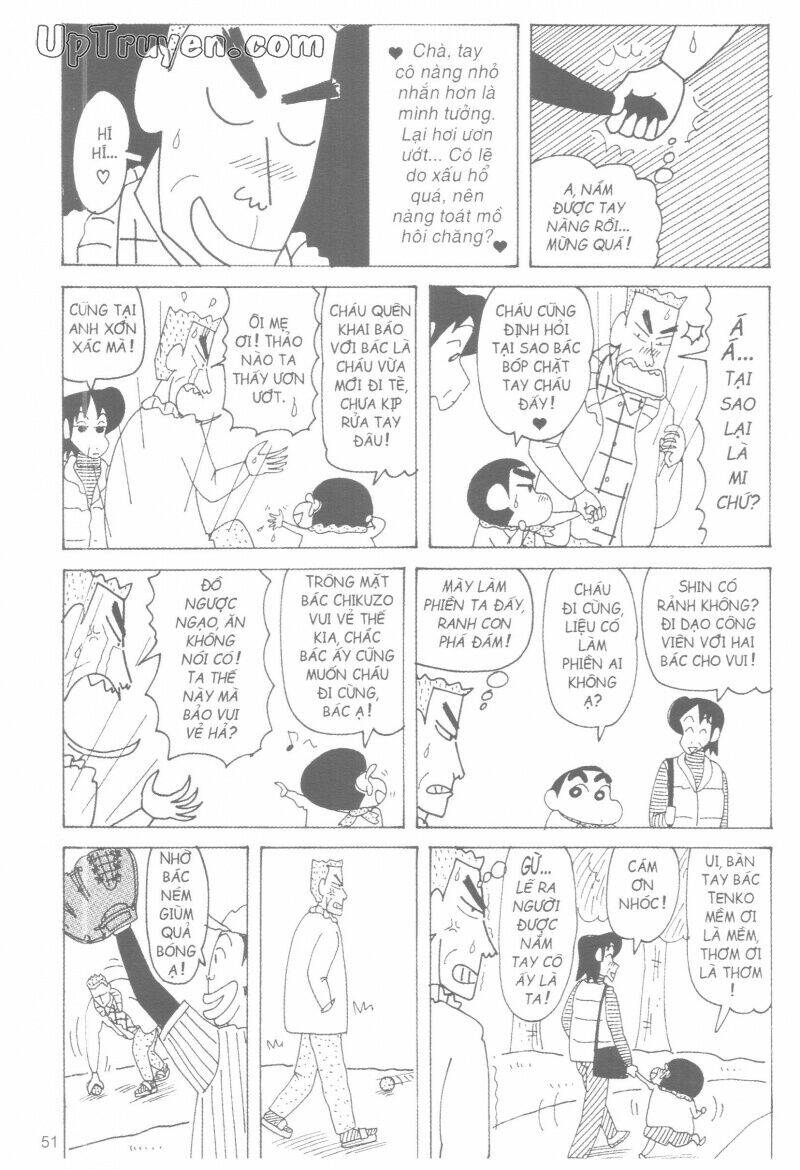 UpTruyen.com
A, NẮM
ĐƯỢC TAY
NÀNG RỒI...
MỪNG QUÁ!
♥ Chà, tay
cô nàng nhỏ
nhắn hơn là
mình tưởng.
Lại hơi ươn
ướt... Có lẽ
do xấu hổ
quá, nên
nàng toát mồ
hôi chăng? ♥
HÍ
HÍ...
♡
Á
Á...
TẠI
SAO
LẠI
LÀ
MI
CHỨ?
CHÁU CŨNG
ĐỊNH HỎI
TẠI SAO BÁC
BÓP CHẶT
TAY CHÁU
ĐẤY!
♥
CHÁU QUÊN
KHAI BÁO
VỚI BÁC LÀ
CHÁU VỪA
MỚI ĐI TÈ,
CHƯA KỊP
RỬA TAY
ĐÂU!
ÔI MẸ
ƠI! THẢO
NÀO TA
THẤY ƯƠN
ƯỚT.
CŨNG TẠI
ANH XỚN
XÁC MÀ!
SHIN CÓ
RẢNH KHÔNG?
ĐI DẠO CÔNG
VIÊN VỚI HAI
BÁC CHO VUI!
CHÁU
ĐI CÙNG,
LIỆU CÓ
LÀM
PHIỀN AI
KHÔNG
Ạ?
MÀY LÀM
PHIỀN TA ĐẤY,
RANH CON
PHÁ ĐÁM!
TRÔNG MẶT
BÁC CHIKUZO
VUI VẺ THẾ
KIA, CHẮC
BÁC ẤY CŨNG
MUỐN CHÁU
ĐI CÙNG,
BÁC Ạ!
ĐỒ
NGƯỢC
NGẠO, ĂN
KHÔNG
NÓI CÓ!
TA THẾ
NÀY MÀ
BẢO VUI
VẺ HẢ?
UI, BÀN
TAY BÁC
TENKO
MỀM ƠI
LÀ MỀM,
THƠM ƠI
LÀ THƠM
!
CÁM
ƠN
NHÓC!
GỪ...
LẼ RA
NGƯỜI
ĐƯỢC
NẮM
TAY CÔ
ẤY LÀ
TA!
NHỜ
BÁC
NÉM
GIÙM
QUẢ
BÓNG
Ạ!
51